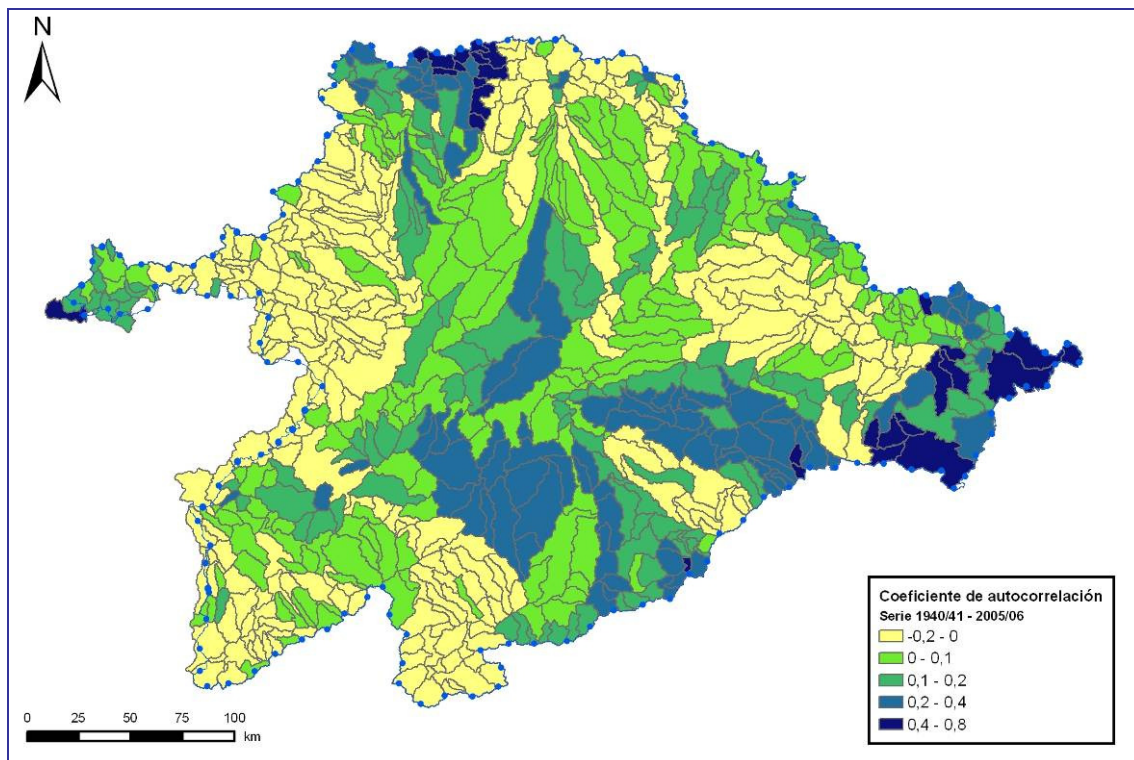 N
Coeficiente de autocorrelación
Serie 1940/41 - 2005/06
-0,2 - 0
0 - 0,1
0,1 - 0,2
0,2 - 0,4
0,4 - 0,8
0 25 50 75 100
km